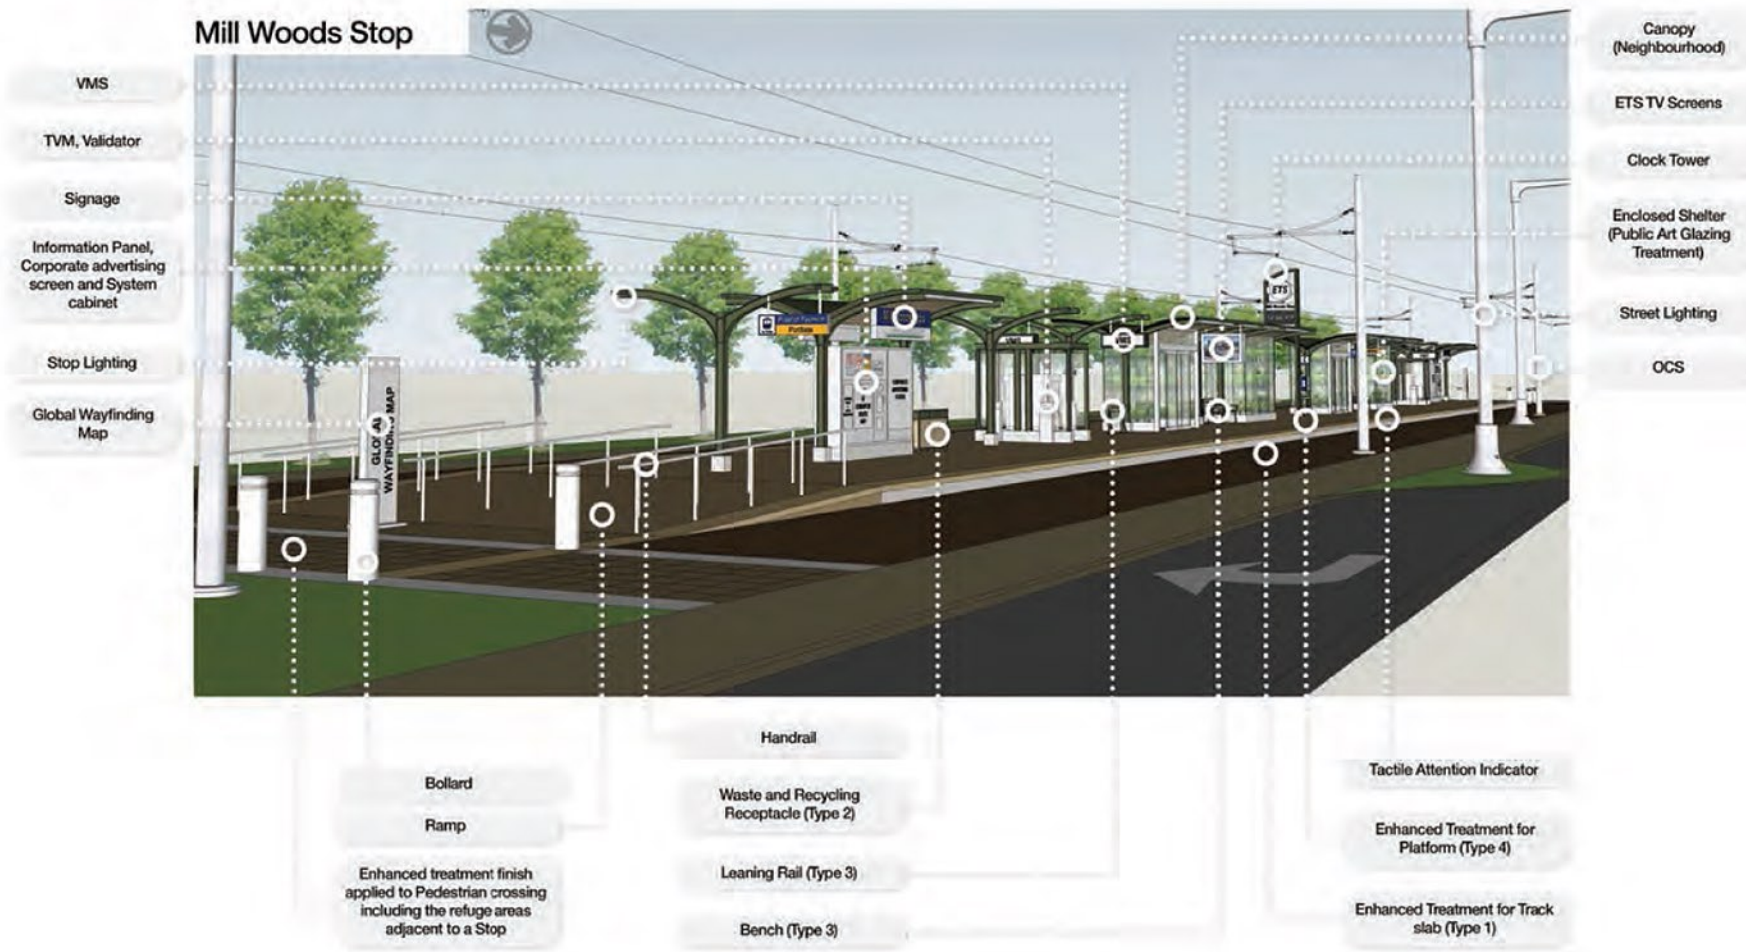 Mill Woods Stop
VMS
TVM, Validator
Signage
Information Panel,
Corporate advertising
screen and System
cabinet
Stop Lighting
Global Wayfinding
Map
Canopy
(Neighbourhood)
ETS TV Screens
Clock Tower
Enclosed Shelter
(Public Art Glazing
Treatment)
Street Lighting
OCS
GLOBAL
WAYFINDING MAP
VMS
VMS
ETS
Handrail
Bollard
Ramp
Enhanced treatment finish
applied to Pedestrian crossing
including the refuge areas
adjacent to a Stop
Waste and Recycling
Receptacle (Type 2)
Leaning Rail (Type 3)
Bench (Type 3)
Tactile Attention Indicator
Enhanced Treatment for
Platform (Type 4)
Enhanced Treatment for Track
slab (Type 1)